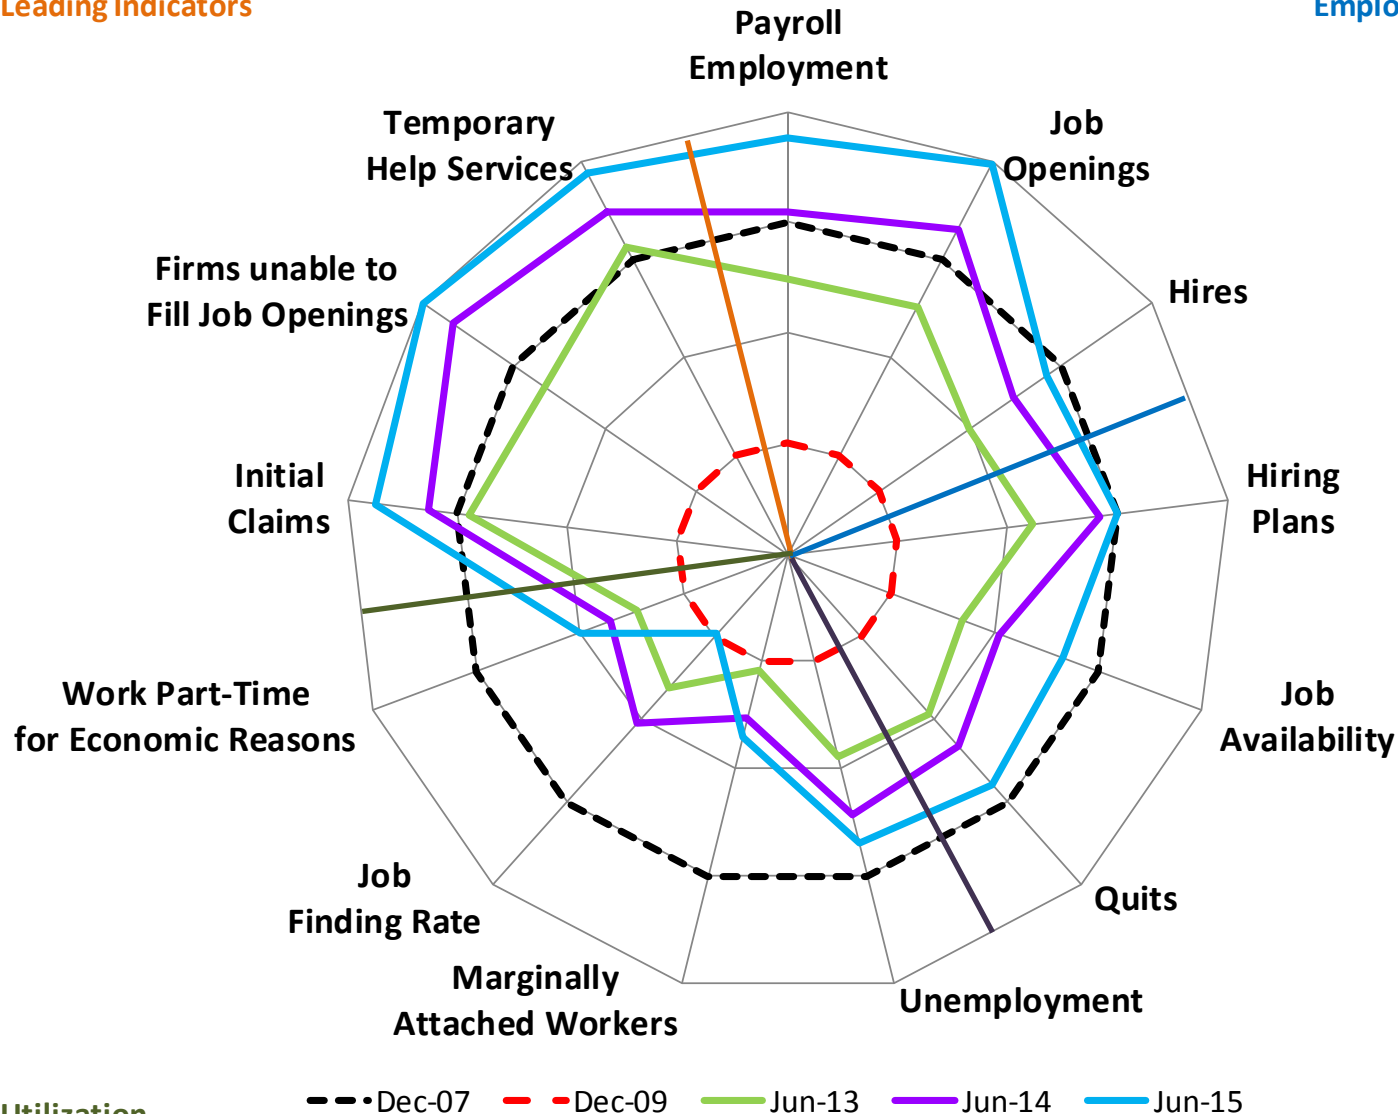 Leading Indicators
Emplo
Payroll
Employment
Temporary
Help Services
Job
Openings
Firms unable to
Fill Job Openings
Hires
Initial
Claims
Hiring
Plans
Work Part-Time
for Economic Reasons
Job
Availability
Job
Finding Rate
Quits
Marginally
Attached Workers
Unemployment
Utilization
Dec-07
Dec-09
Jun-13
Jun-14
Jun-15